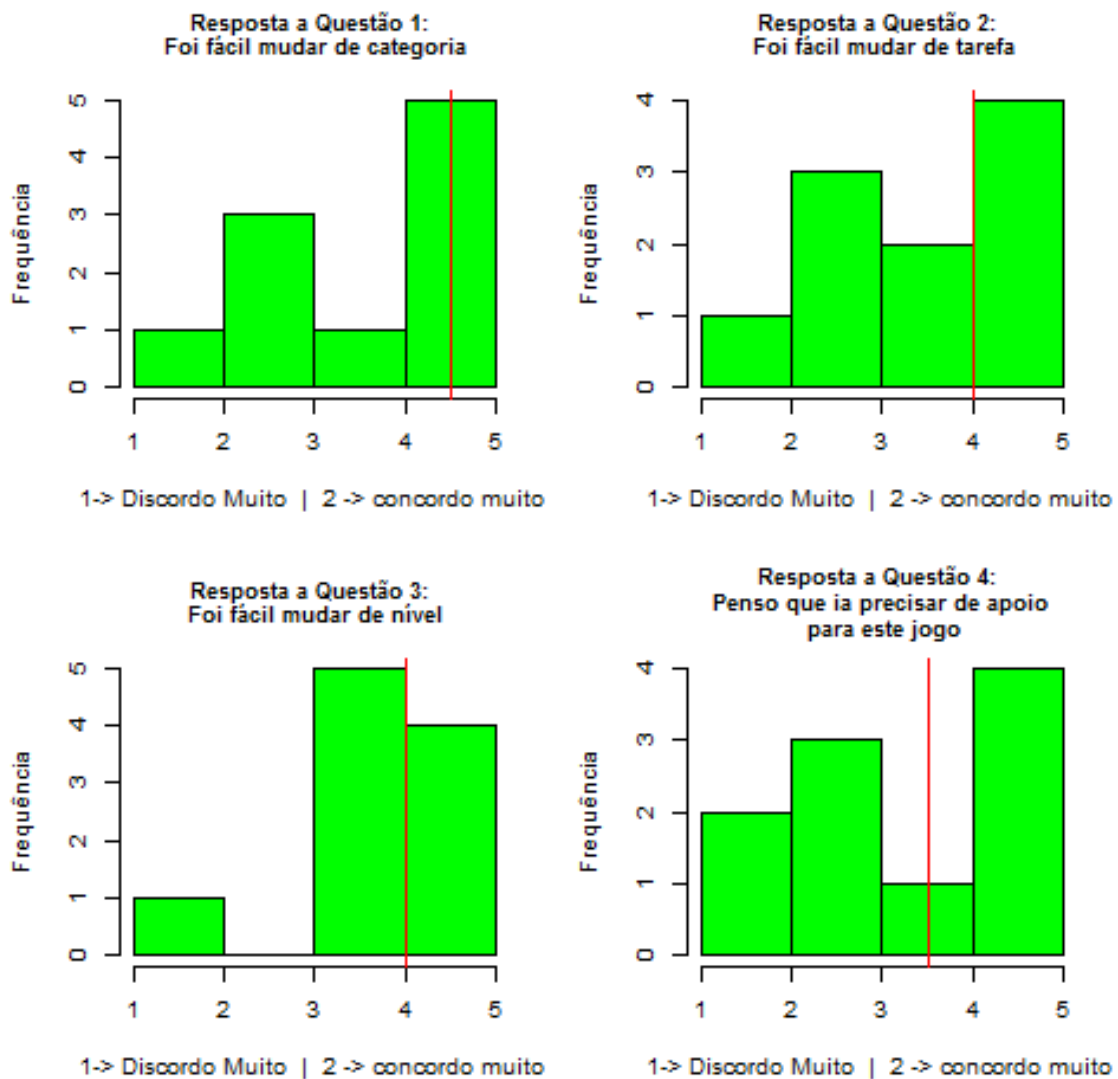 Resposta a Questão 1:
Foi fácil mudar de categoria
Frequência
5
4
3
2
1
0
1 2 3 4 5
1-> Discordo Muito | 2 -> concordo muito
Resposta a Questão 2:
Foi fácil mudar de tarefa
Frequência
4
3
2
1
0
1 2 3 4 5
1-> Discordo Muito | 2 -> concordo muito
Resposta a Questão 3:
Foi fácil mudar de nível
Frequência
5
4
3
2
1
0
1 2 3 4 5
1-> Discordo Muito | 2 -> concordo muito
Resposta a Questão 4:
Penso que ia precisar de apoio
para este jogo
Frequência
4
3
2
1
0
1 2 3 4 5
1-> Discordo Muito | 2 -> concordo muito